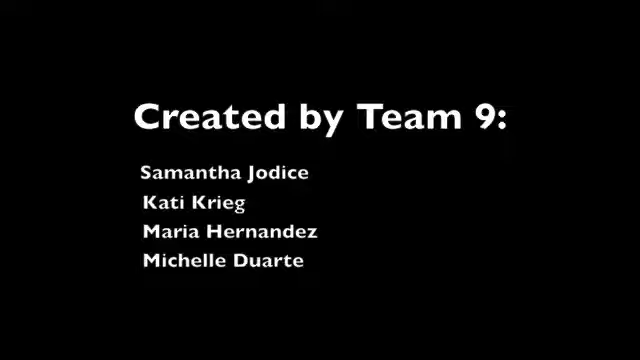 Created by Team 9:
Samantha Jodice
Kati Krieg
Maria Hernandez
Michelle Duarte